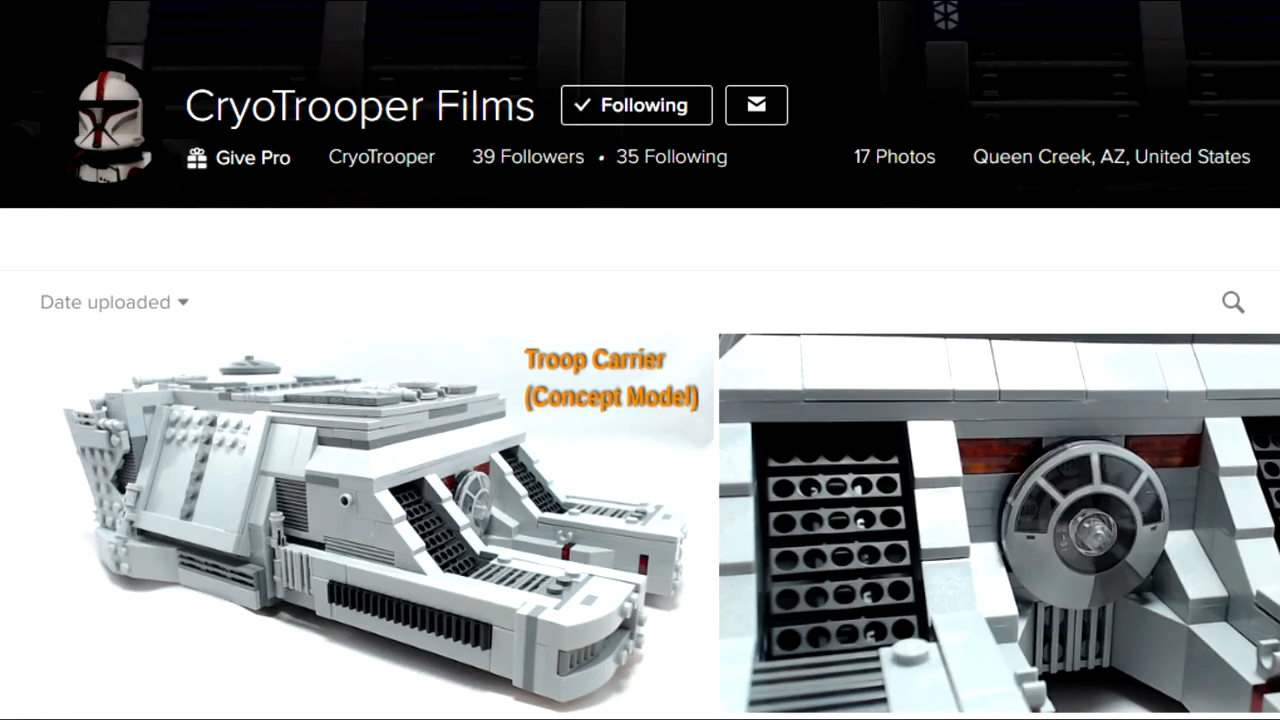 CryoTrooper Films
Following
Give Pro
CryoTrooper
39 Followers • 35 Following
17 Photos
Queen Creek, AZ, United States
Date uploaded
Troop Carrier
(Concept Model)